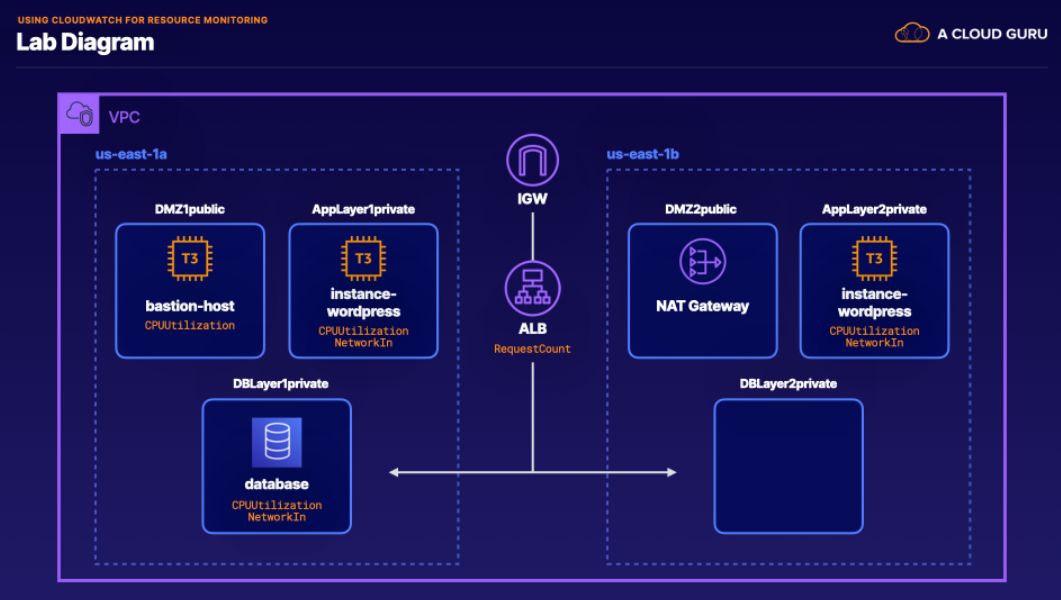 USING CLOUDWATCH FOR RESOURCE MONITORING
Lab Diagram
A CLOUD GURU
VPC
us-east-1a
DMZ1public
T3
bastion-host
CPUUtilization
AppLayer1private
T3
instance-
wordpress
CPUUtilization
NetworkIn
DBLayer1private
database
CPUUtilization
NetworkIn
IGW
ALB
RequestCount
us-east-1b
DMZ2public
NAT Gateway
AppLayer2private
T3
instance-
wordpress
CPUUtilization
NetworkIn
DBLayer2private